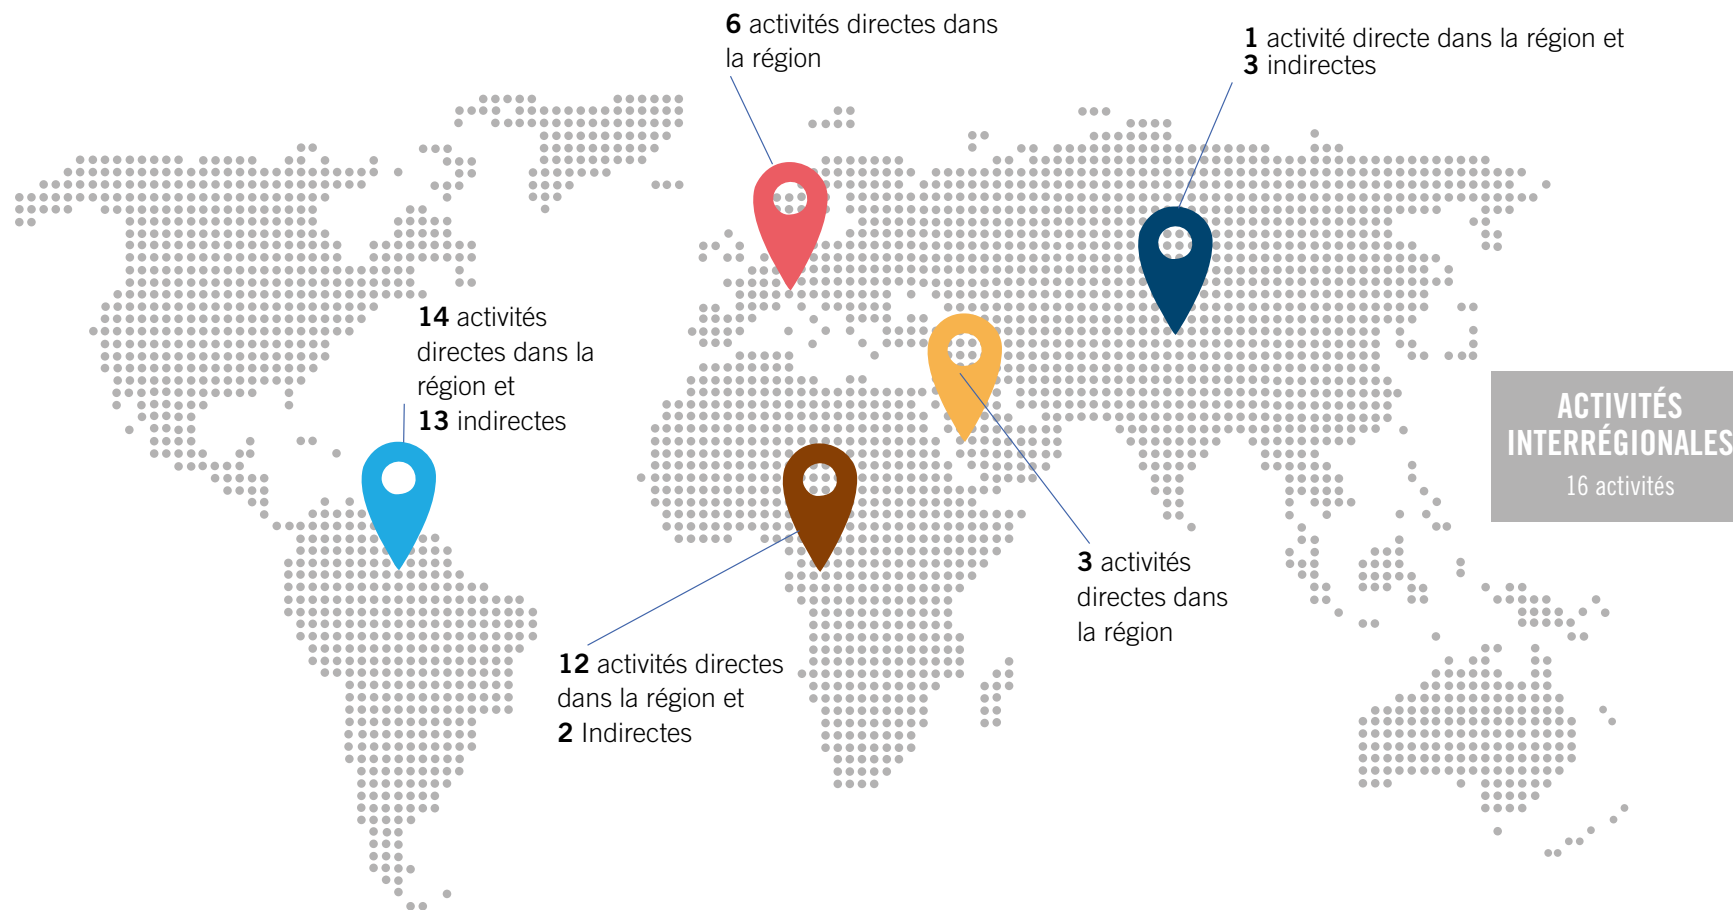 6 activités directes dans
la région
1 activité directe dans la région et
3 indirectes
14 activités
directes dans la
région et
13 indirectes
ACTIVITÉS
INTERRÉGIONALES
16 activités
3 activités
directes dans
la région
12 activités directes
dans la région et
2 Indirectes